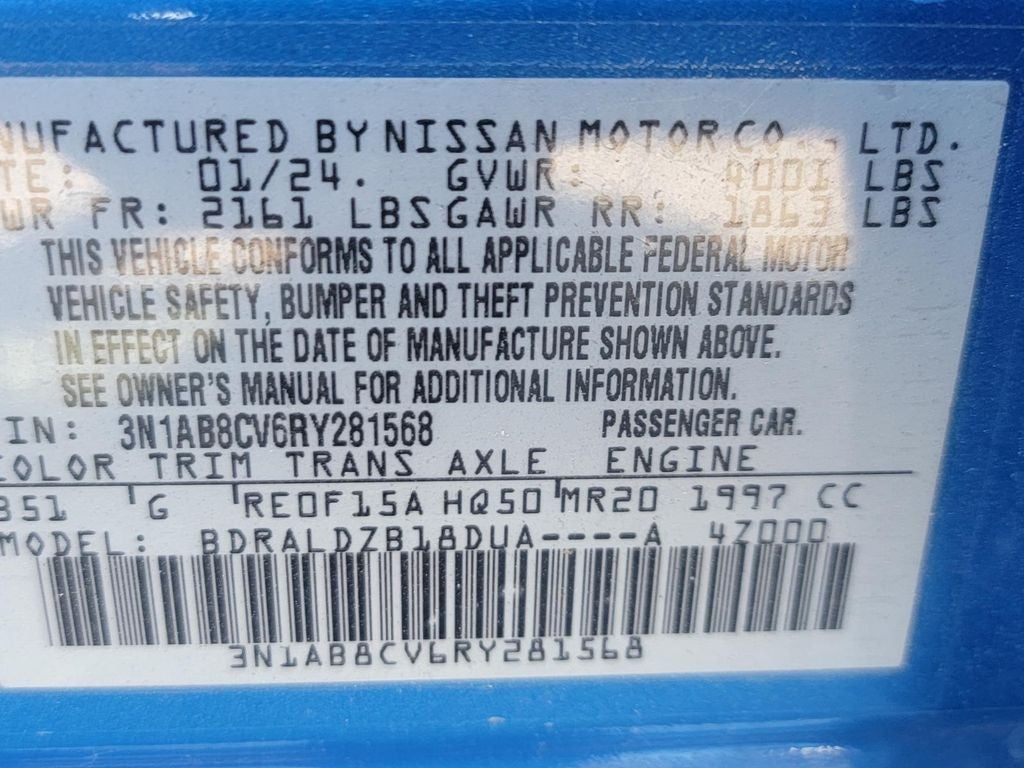 NUFACTURED BY NISSAN MOTOR CO., LTD.
TE: 01/24. GVWR: 4001 LBS
WR FR: 2161 LBS GAWR RR: 1863 LBS
THIS VEHICLE CONFORMS TO ALL APPLICABLE FEDERAL MOTOR
VEHICLE SAFETY, BUMPER AND THEFT PREVENTION STANDARDS
IN EFFECT ON THE DATE OF MANUFACTURE SHOWN ABOVE.
SEE OWNER'S MANUAL FOR ADDITIONAL INFORMATION.
IN: 3N1AB8CV6RY281568 PASSENGER CAR.
COLOR TRIM TRANS AXLE ENGINE
B51 G RE0F15A HQ50 MR20 1997 CC
MODEL: BDRALDZB18DUA----A 4Z000
3N1AB8CV6RY281568